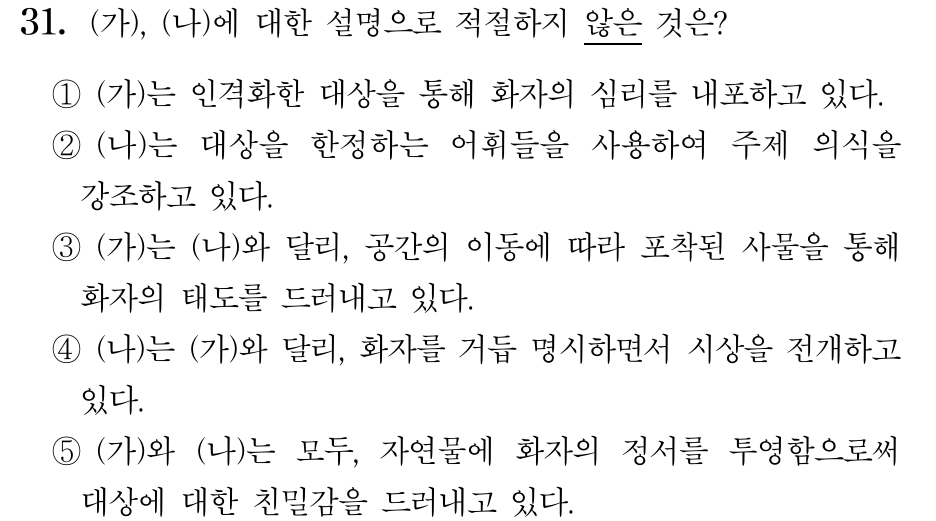 31. (가), (나)에 대한 설명으로 적절하지 않은 것은?
① (가)는 인격화한 대상을 통해 화자의 심리를 내포하고 있다.
② (나)는 대상을 한정하는 어휘들을 사용하여 주제 의식을
강조하고 있다.
③ (가)는 (나)와 달리, 공간의 이동에 따라 포착된 사물을 통해
화자의 태도를 드러내고 있다.
④ (나)는 (가)와 달리, 화자를 거듭 명시하면서 시상을 전개하고
있다.
⑤ (가)와 (나)는 모두, 자연물에 화자의 정서를 투영함으로써
대상에 대한 친밀감을 드러내고 있다.